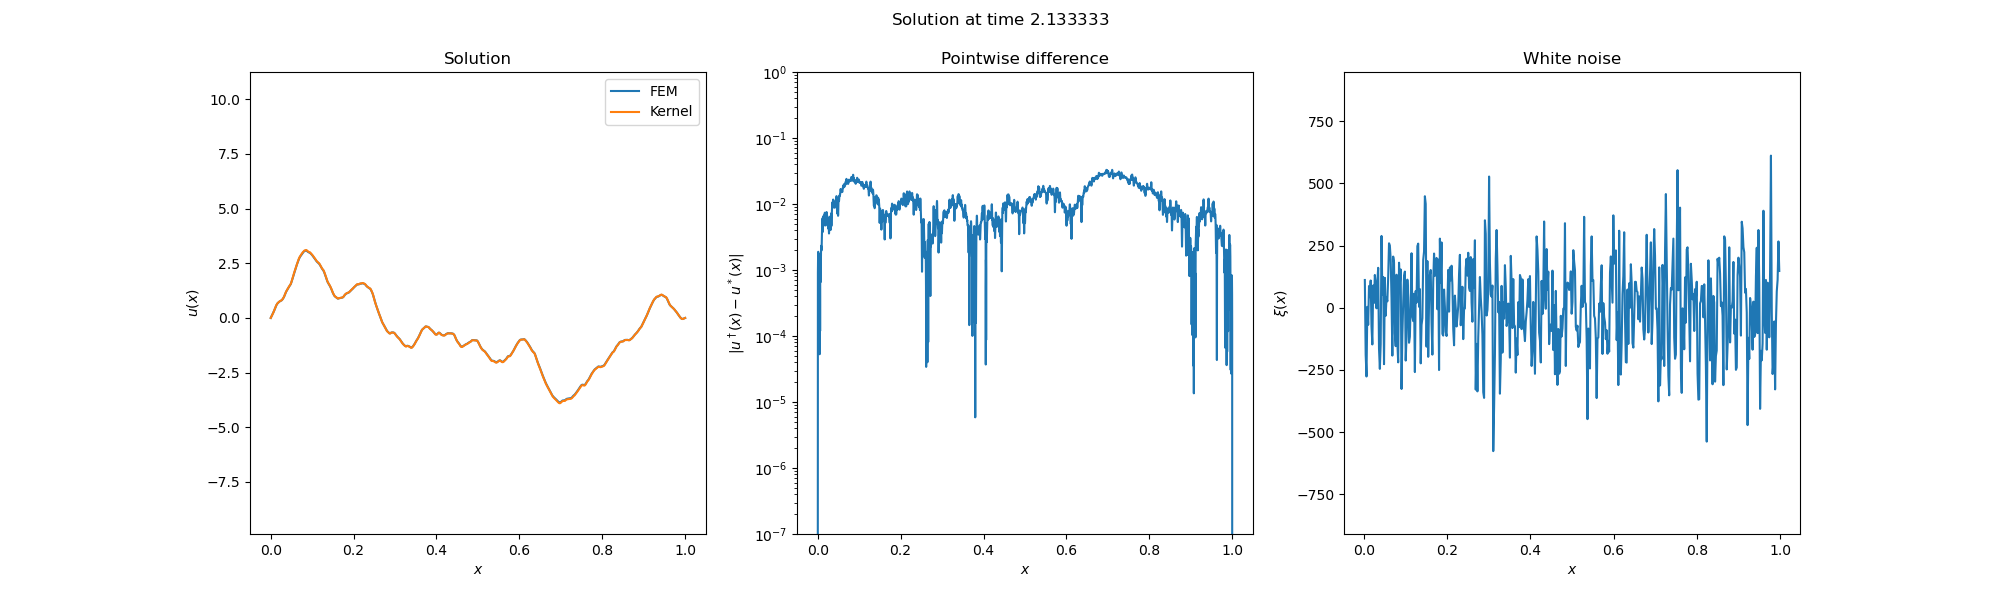 Solution at time 2.133333
Solution
10.0
7.5
5.0
2.5
0.0
−2.5
−5.0
−7.5
u(x)
FEM
Kernel
0.0 0.2 0.4 0.6 0.8 1.0
x
Pointwise difference
10⁰
10⁻¹
10⁻²
10⁻³
10⁻⁴
10⁻⁵
10⁻⁶
10⁻⁷
|u†(x) − u*(x)|
0.0 0.2 0.4 0.6 0.8 1.0
x
White noise
750
500
250
0
−250
−500
−750
ξ(x)
0.0 0.2 0.4 0.6 0.8 1.0
x